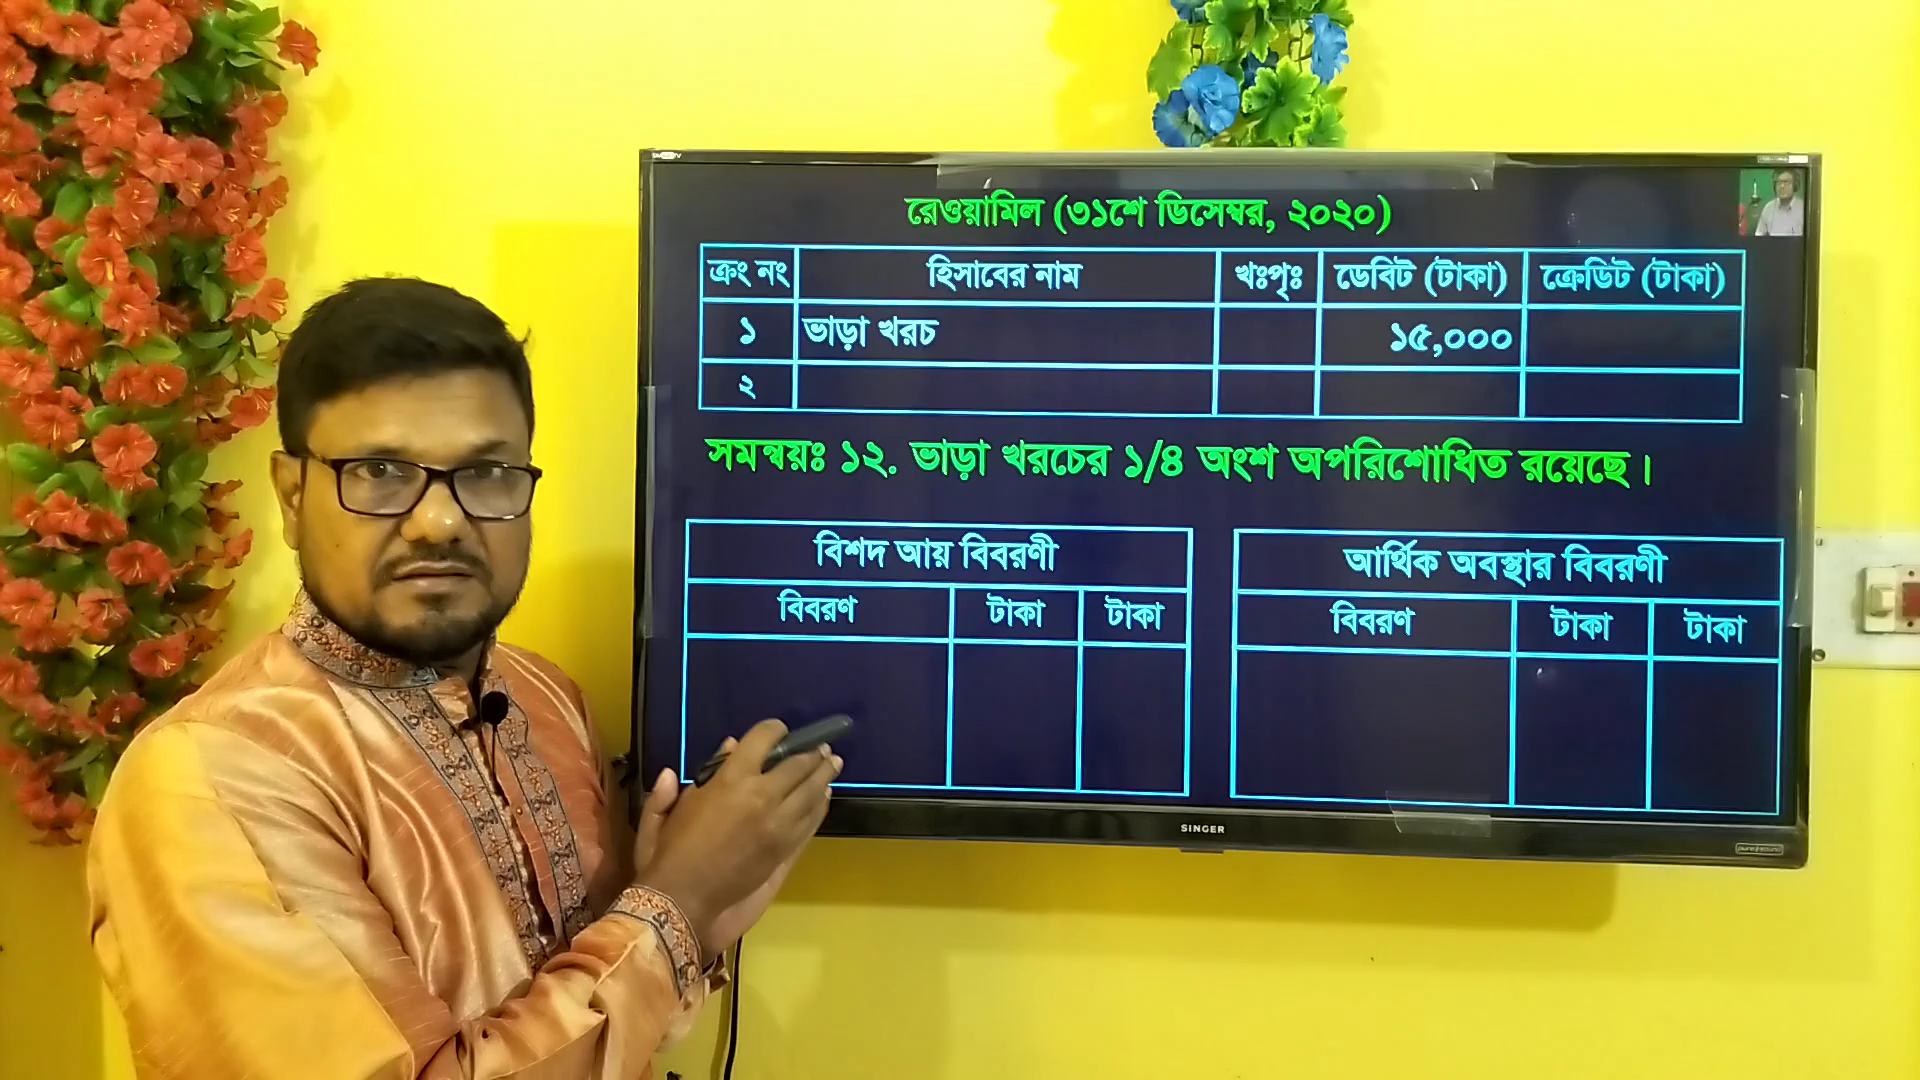 রেওয়ামিল (৩১শে ডিসেম্বর, ২০২০)
ক্রং নং হিসাবের নাম খঃপৃঃ ডেবিট (টাকা) ক্রেডিট (টাকা)
১ ভাড়া খরচ ১৫,০০০
২
সমন্বয়ঃ ১২. ভাড়া খরচের ১/৪ অংশ অপরিশোধিত রয়েছে।
বিশদ আয় বিবরণী
বিবরণ টাকা টাকা
আর্থিক অবস্থার বিবরণী
বিবরণ টাকা টাকা
SINGER